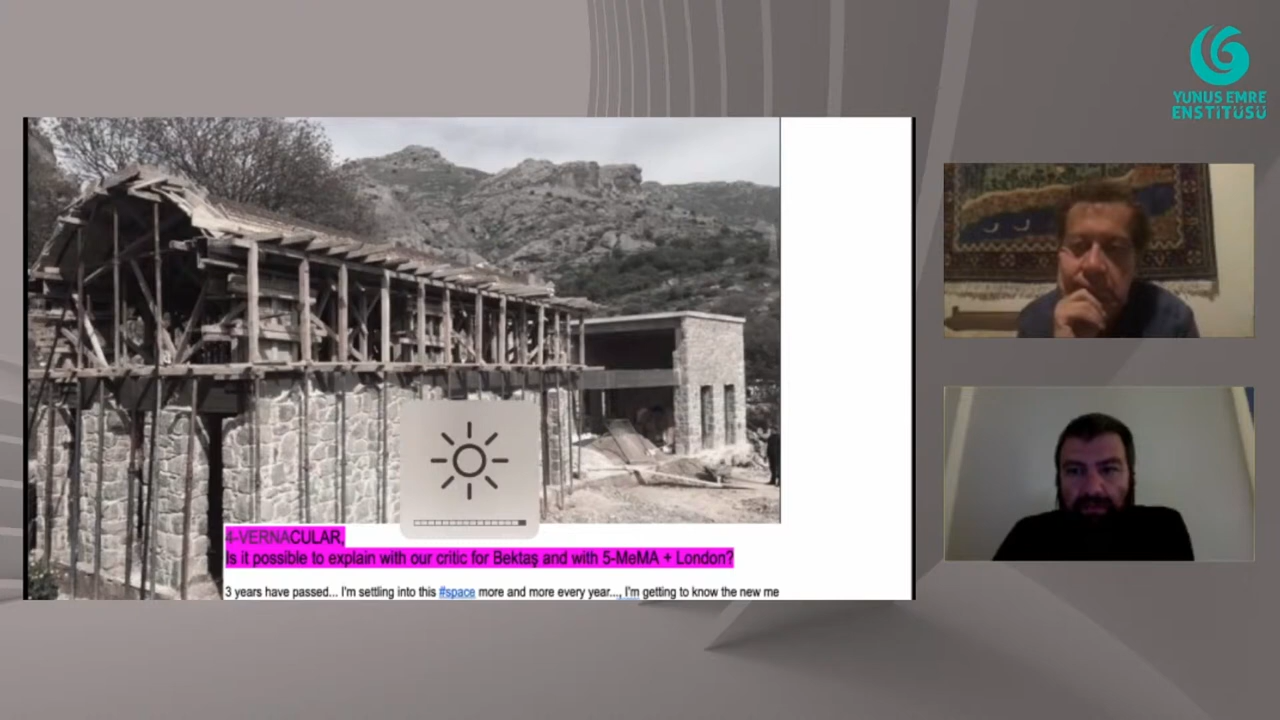 YUNUS EMRE
ENSTİTÜSÜ
4-VERNACULAR,
Is it possible to explain with our critic for Bektaş and with 5-MeMA + London?
3 years have passed... I'm settling into this #space more and more every year..., I'm getting to know the new me